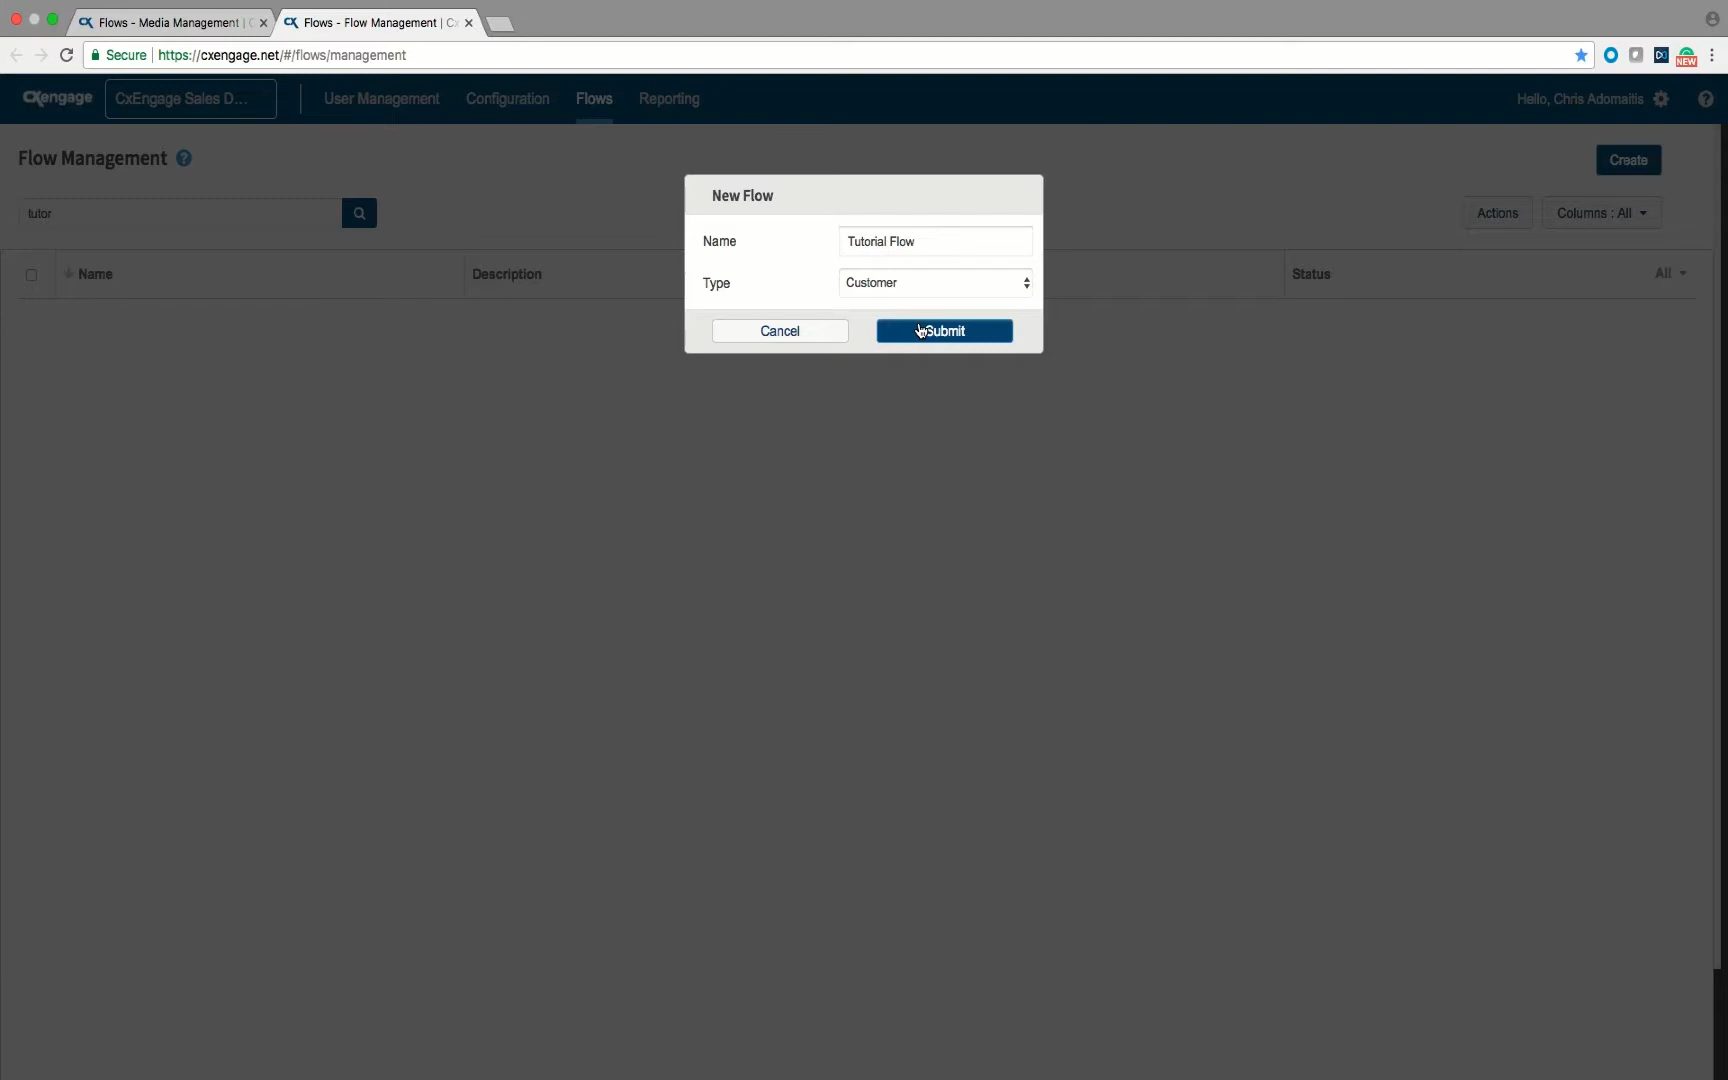 Flows - Media Management | C
Flows - Flow Management | Cx
Secure https://cxengage.net/#/flows/management
NEW
Cxengage CxEngage Sales D... User Management Configuration Flows Reporting Hello, Chris Adomaitis ?
Flow Management ? Create
tutor Actions Columns : All
Name Description Status All
New Flow
Name Tutorial Flow
Type Customer
Cancel Submit